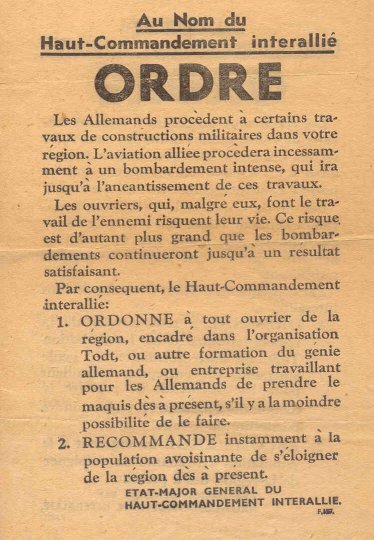 Au Nom du
Haut-Commandement interallié
ORDRE
Les Allemands procèdent à certains tra-
vaux de constructions militaires dans votre
région. L'aviation alliée procèdera incessam-
ment à un bombardement intense, qui ira
jusqu'à l'aneantissement de ces travaux.
Les ouvriers, qui, malgré eux, font le tra-
vail de l'ennemi risquent leur vie. Ce risque
est d'autant plus grand que les bombar-
dements continueront jusqu'à un résultat
satisfaisant.
Par consequent, le Haut-Commandement
interallié:
1. ORDONNE à tout ouvrier de la
région, encadré dans l'organisation
Todt, ou autre formation du génie
allemand, ou entreprise travaillant
pour les Allemands de prendre le
maquis dès à présent, s'il y a la moindre
possibilité de le faire.
2. RECOMMANDE instamment à la
population avoisinante de s'éloigner
de la région dès à présent.
ETAT-MAJOR GENERAL DU
HAUT-COMMANDEMENT INTERALLIE.